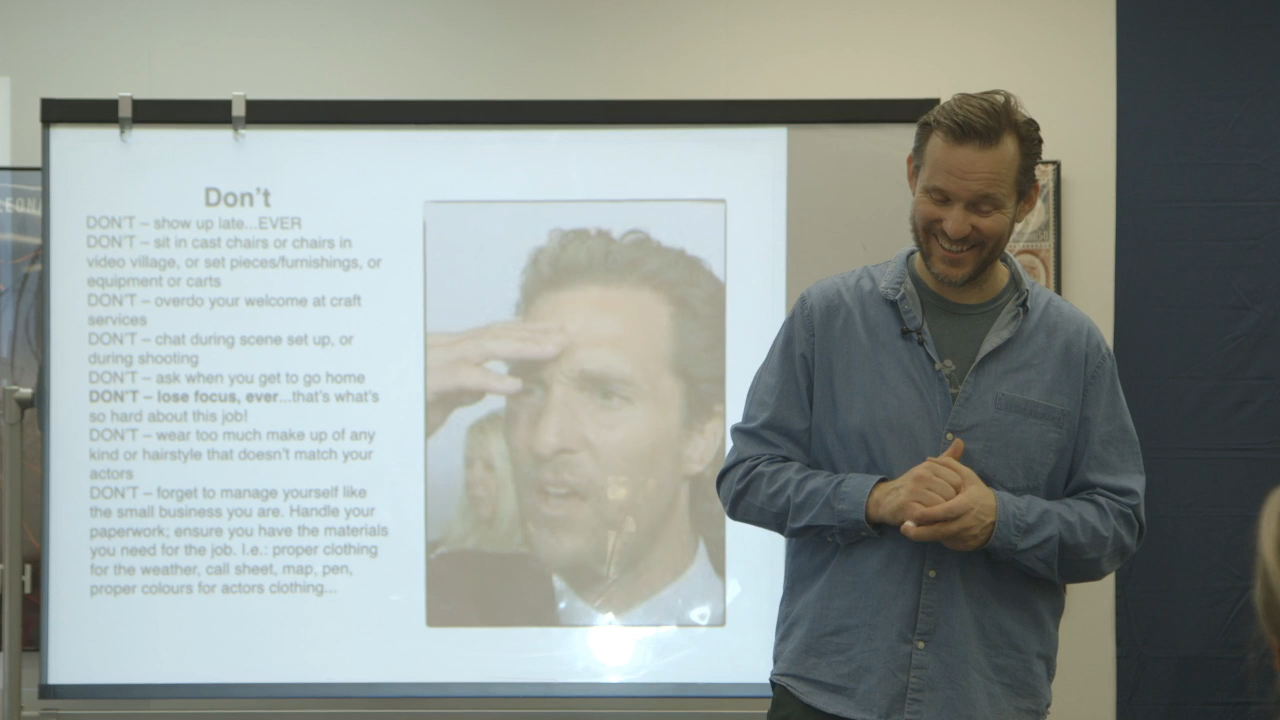 Don't
DON'T – show up late...EVER
DON'T – sit in cast chairs or chairs in
video village, or set pieces/furnishings, or
equipment or carts
DON'T – overdo your welcome at craft
services
DON'T – chat during scene set up, or
during shooting
DON'T – ask when you get to go home
DON'T – lose focus, ever...that's what's
so hard about this job!
DON'T – wear too much make up of any
kind or hairstyle that doesn't match your
actors
DON'T – forget to manage yourself like
the small business you are. Handle your
paperwork; ensure you have the materials
you need for the job. I.e.: proper clothing
for the weather, call sheet, map, pen,
proper colours for actors clothing...